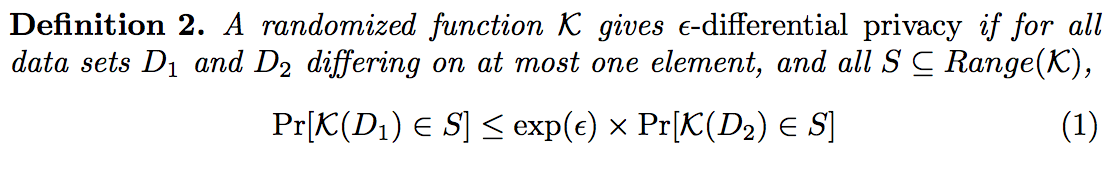 Definition 2. A randomized function 𝒦 gives ϵ-differential privacy if for all
data sets D₁ and D₂ differing on at most one element, and all S ⊆ Range(𝒦),
Pr[𝒦(D₁) ∈ S] ≤ exp(ϵ) × Pr[𝒦(D₂) ∈ S] (1)